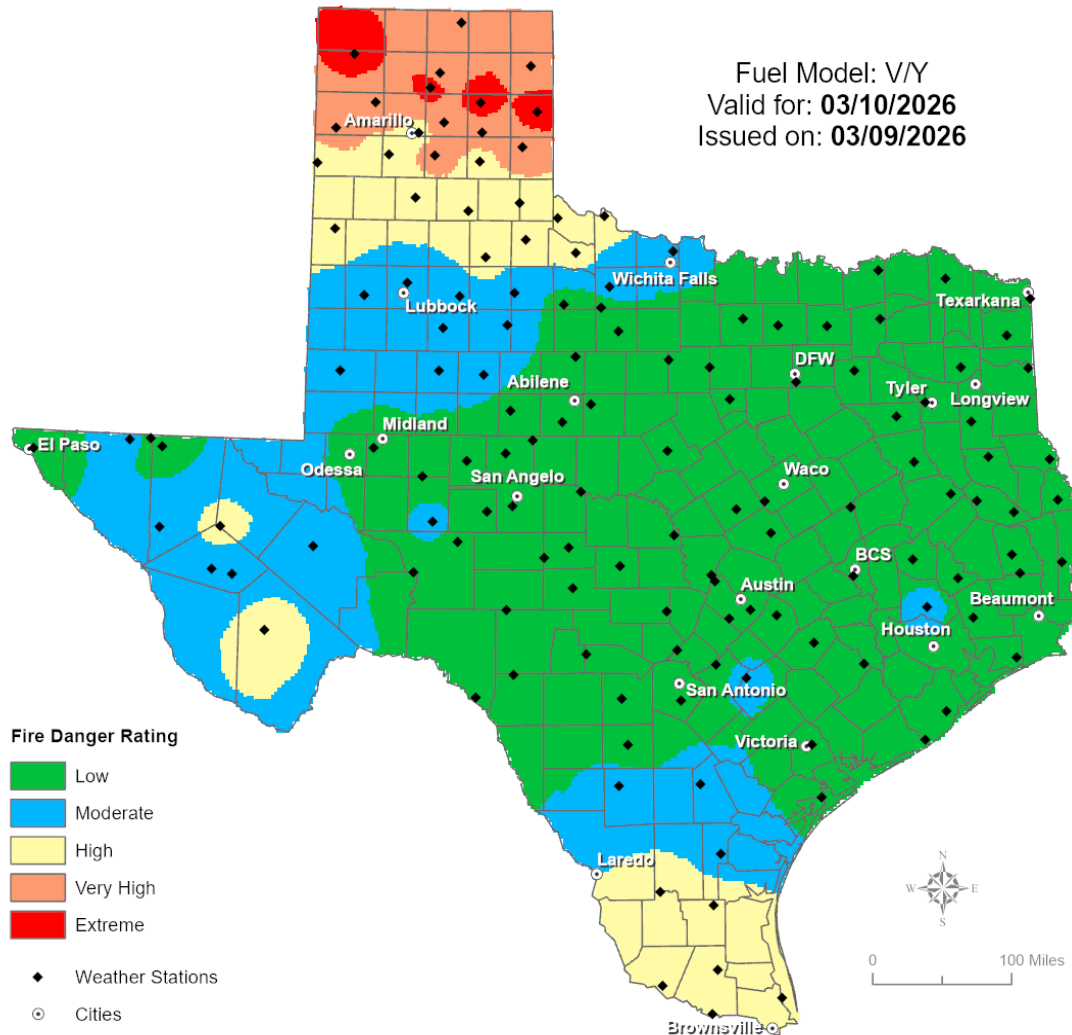 Fuel Model: V/Y
Valid for: 03/10/2026
Issued on: 03/09/2026
Amarillo
Wichita Falls
Lubbock
Texarkana
DFW
Abilene
Tyler
Longview
Midland
El Paso
Odessa
San Angelo
Waco
BCS
Austin
Beaumont
Houston
San Antonio
Victoria
Laredo
Brownsville
Fire Danger Rating
Low
Moderate
High
Very High
Extreme
Weather Stations
Cities
N
W E
S
0 100 Miles